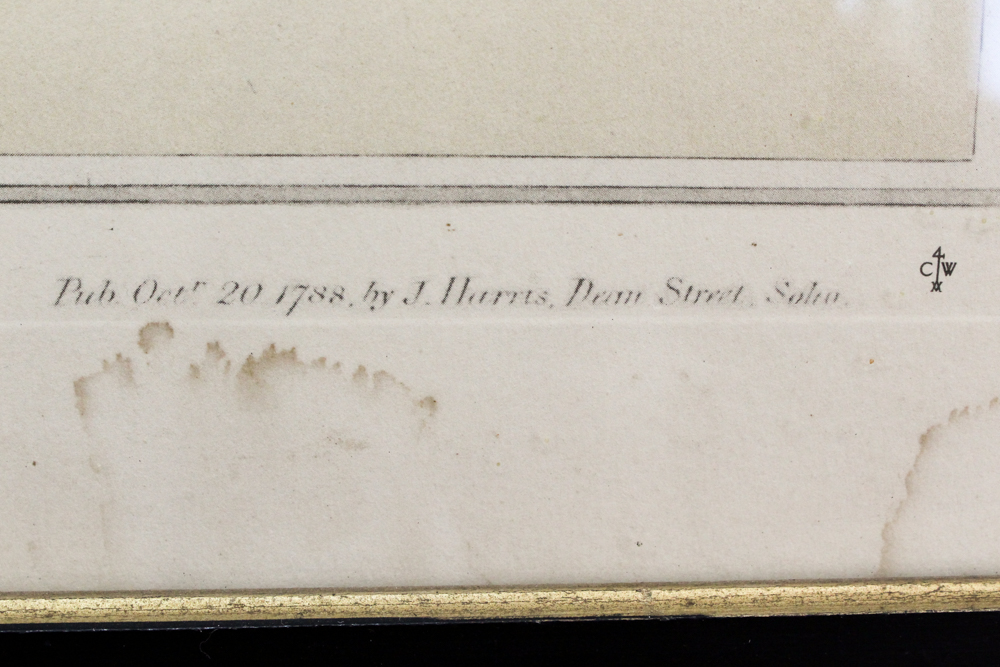 Pub. Octr. 20 1788, by J. Harris, Dean Street, Soho.
C W